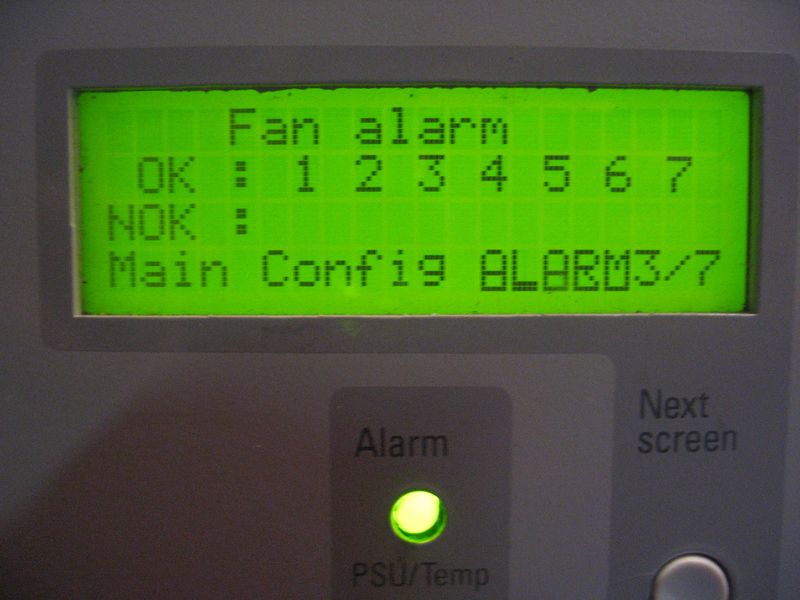 Fan alarm
OK : 1 2 3 4 5 6 7
NOK :
Main Config ALARM3/7
Alarm
Next
screen
PSU/Temp